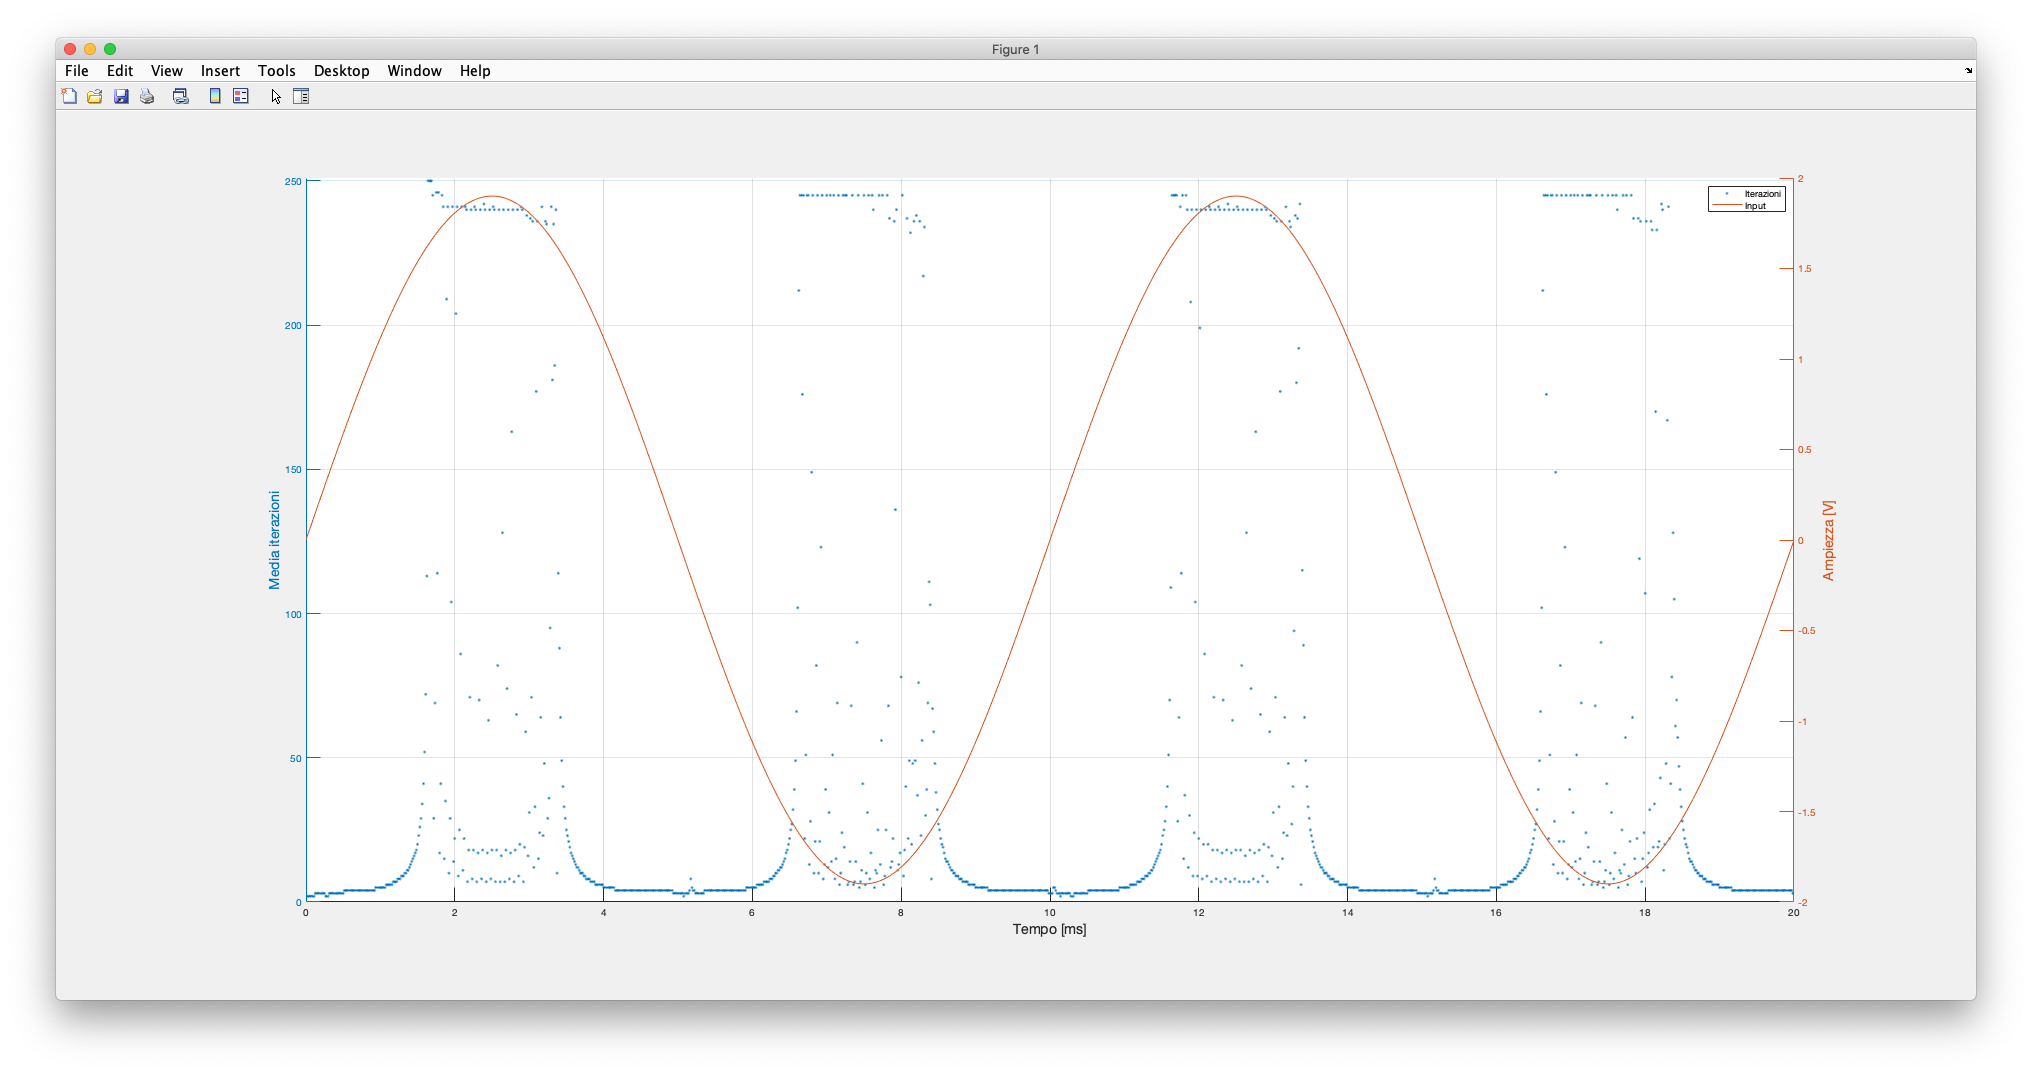 Figure 1
File Edit View Insert Tools Desktop Window Help
250
200
150
100
50
0
Media iterazioni
2
1.5
1
0.5
0
-0.5
-1
-1.5
-2
Ampiezza [V]
Iterazioni
Input
0 2 4 6 8 10 12 14 16 18 20
Tempo [ms]